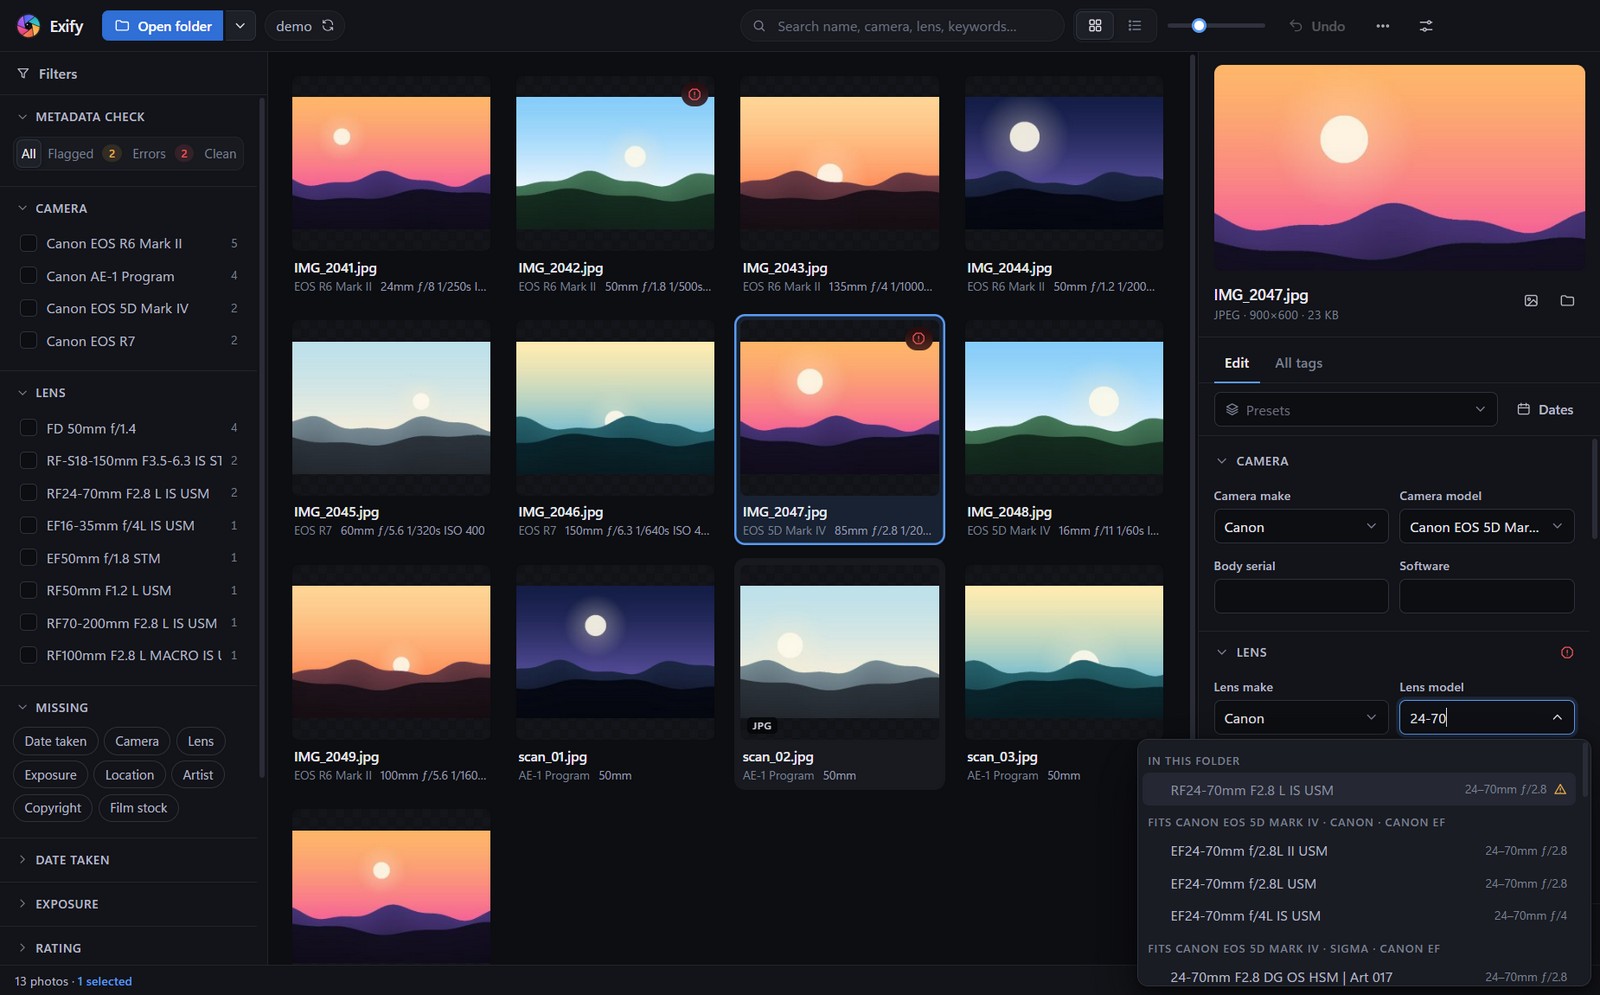 Exify
Open folder
demo
Search name, camera, lens, keywords...
Undo
Filters
METADATA CHECK
All Flagged 2 Errors 2 Clean
CAMERA
Canon EOS R6 Mark II 5
Canon AE-1 Program 4
Canon EOS 5D Mark IV 2
Canon EOS R7 2
LENS
FD 50mm f/1.4 4
RF-S18-150mm F3.5-6.3 IS ST 2
RF24-70mm F2.8 L IS USM 2
EF16-35mm f/4L IS USM 1
EF50mm f/1.8 STM 1
RF50mm F1.2 L USM 1
RF70-200mm F2.8 L IS USM 1
RF100mm F2.8 L MACRO IS U 1
MISSING
Date taken Camera Lens
Exposure Location Artist
Copyright Film stock
DATE TAKEN
EXPOSURE
RATING
13 photos · 1 selected
IMG_2041.jpg
EOS R6 Mark II 24mm ƒ/8 1/250s I...
IMG_2042.jpg
EOS R6 Mark II 50mm ƒ/1.8 1/500s...
IMG_2043.jpg
EOS R6 Mark II 135mm ƒ/4 1/1000...
IMG_2044.jpg
EOS R6 Mark II 50mm ƒ/1.2 1/200...
IMG_2045.jpg
EOS R7 60mm ƒ/5.6 1/320s ISO 400
IMG_2046.jpg
EOS R7 150mm ƒ/6.3 1/640s ISO 4...
IMG_2047.jpg
EOS 5D Mark IV 85mm ƒ/2.8 1/20...
IMG_2048.jpg
EOS 5D Mark IV 16mm ƒ/11 1/60s I...
IMG_2049.jpg
EOS R6 Mark II 100mm ƒ/5.6 1/160...
scan_01.jpg
AE-1 Program 50mm
JPG
scan_02.jpg
AE-1 Program 50mm
scan_03.jpg
AE-1 Program 50mm
IMG_2047.jpg
JPEG · 900×600 · 23 KB
Edit All tags
Presets
Dates
CAMERA
Camera make Camera model
Canon Canon EOS 5D Mar...
Body serial Software
LENS
Lens make Lens model
Canon 24-70
IN THIS FOLDER
RF24-70mm F2.8 L IS USM 24–70mm ƒ/2.8
FITS CANON EOS 5D MARK IV · CANON · CANON EF
EF24-70mm f/2.8L II USM 24–70mm ƒ/2.8
EF24-70mm f/2.8L USM 24–70mm ƒ/2.8
EF24-70mm f/4L IS USM 24–70mm ƒ/4
FITS CANON EOS 5D MARK IV · SIGMA · CANON EF
24-70mm F2.8 DG OS HSM | Art 017 24–70mm ƒ/2.8